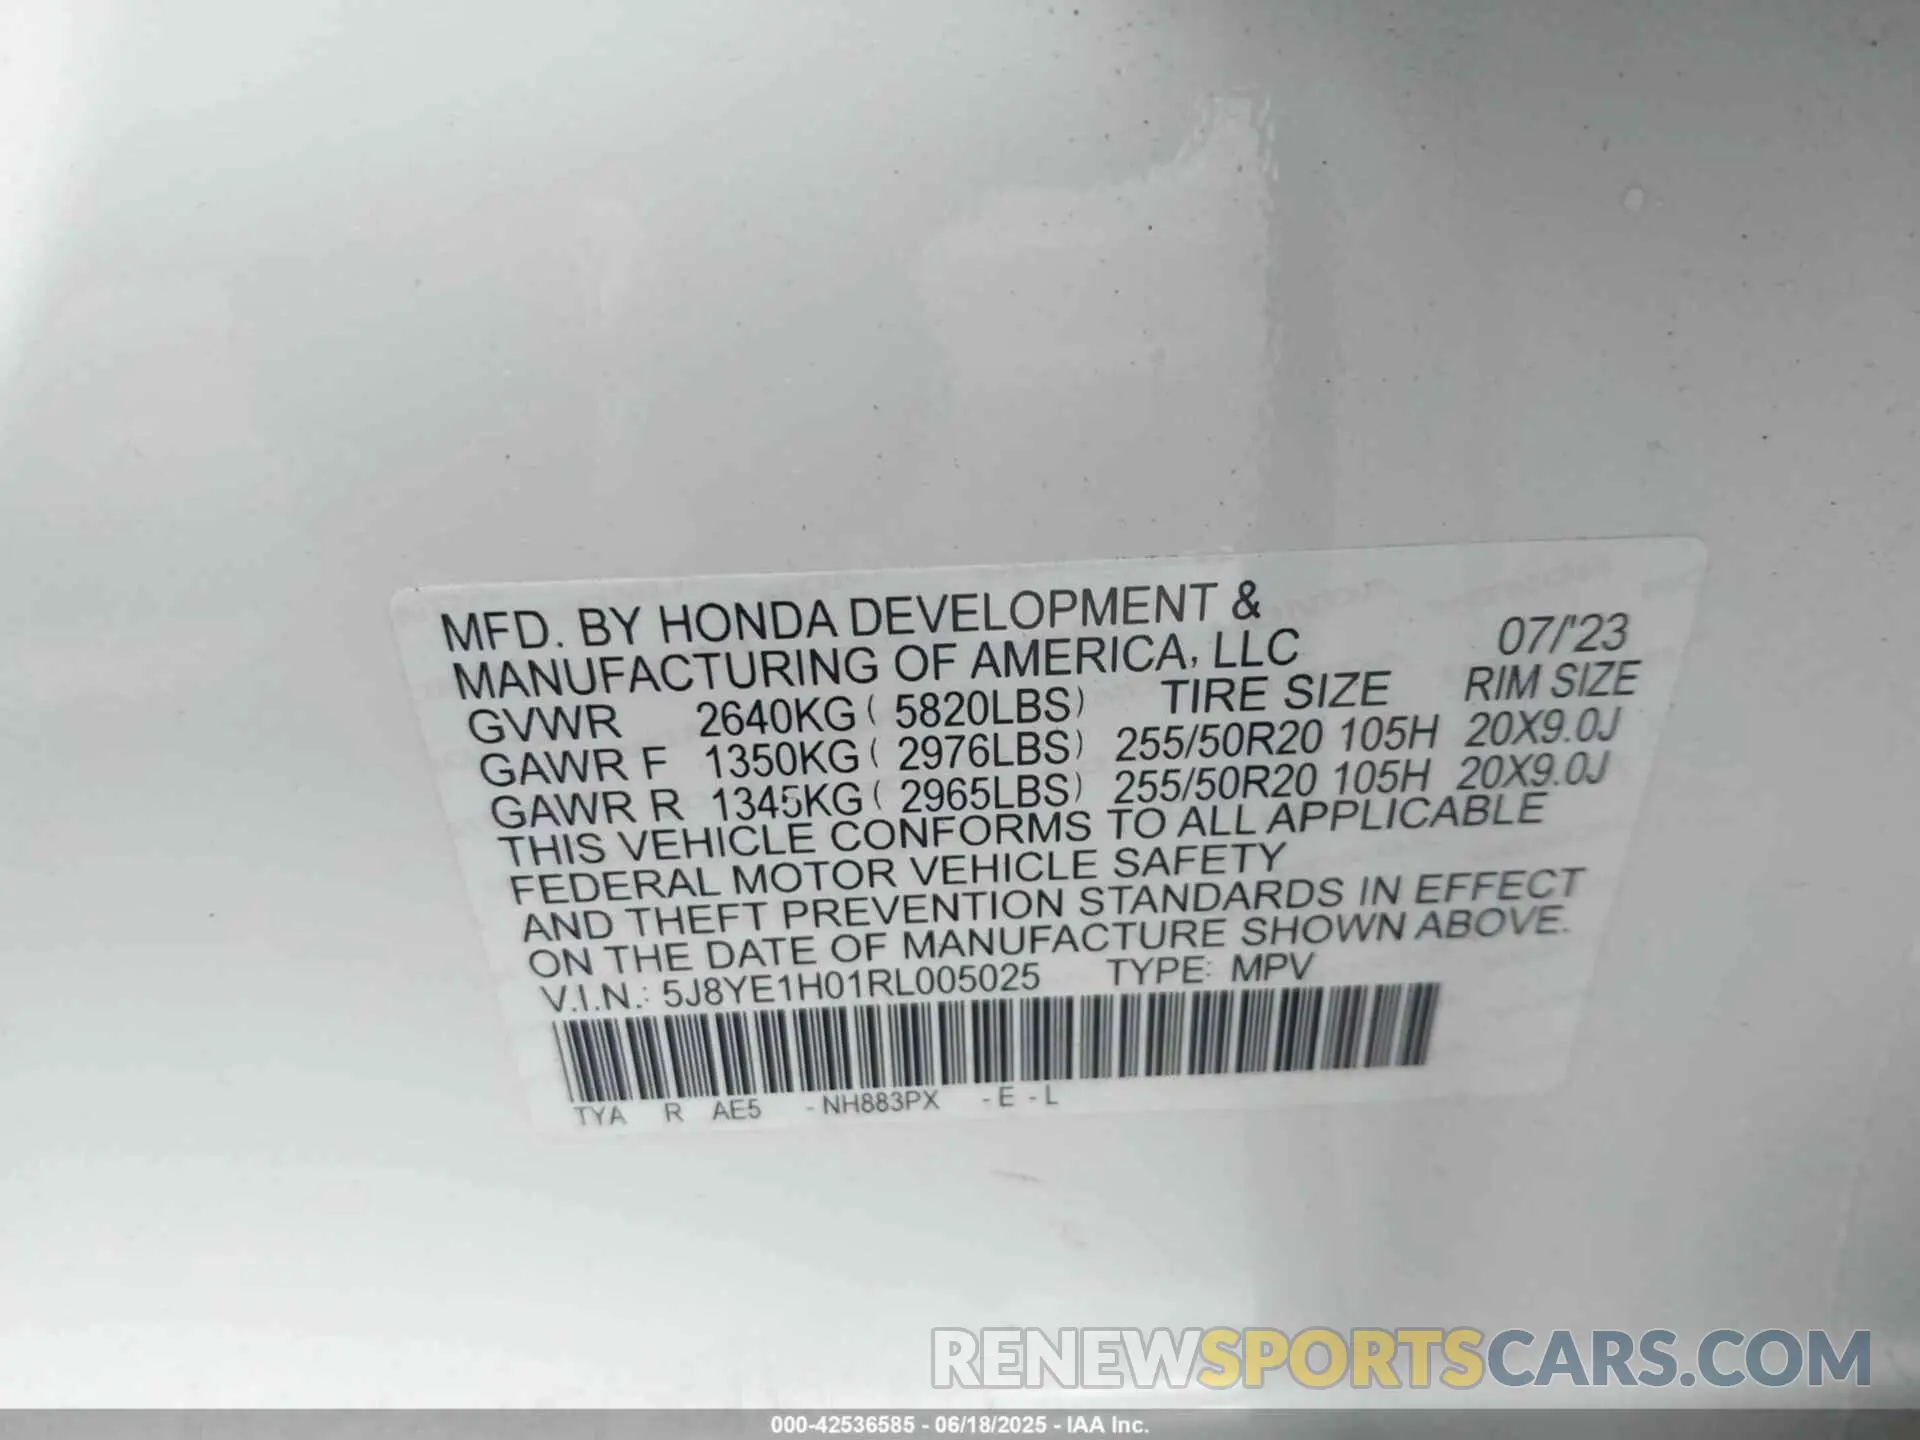 MFD. BY HONDA DEVELOPMENT &
MANUFACTURING OF AMERICA, LLC 07/'23
GVWR 2640KG ( 5820LBS) TIRE SIZE RIM SIZE
GAWR F 1350KG ( 2976LBS) 255/50R20 105H 20X9.0J
GAWR R 1345KG ( 2965LBS) 255/50R20 105H 20X9.0J
THIS VEHICLE CONFORMS TO ALL APPLICABLE
FEDERAL MOTOR VEHICLE SAFETY
AND THEFT PREVENTION STANDARDS IN EFFECT
ON THE DATE OF MANUFACTURE SHOWN ABOVE.
V.I.N.: 5J8YE1H01RL005025 TYPE: MPV
TYA R AE5 - NH883PX - E - L
RENEWSPORTSCARS.COM
000-42536585 - 06/18/2025 - IAA Inc.